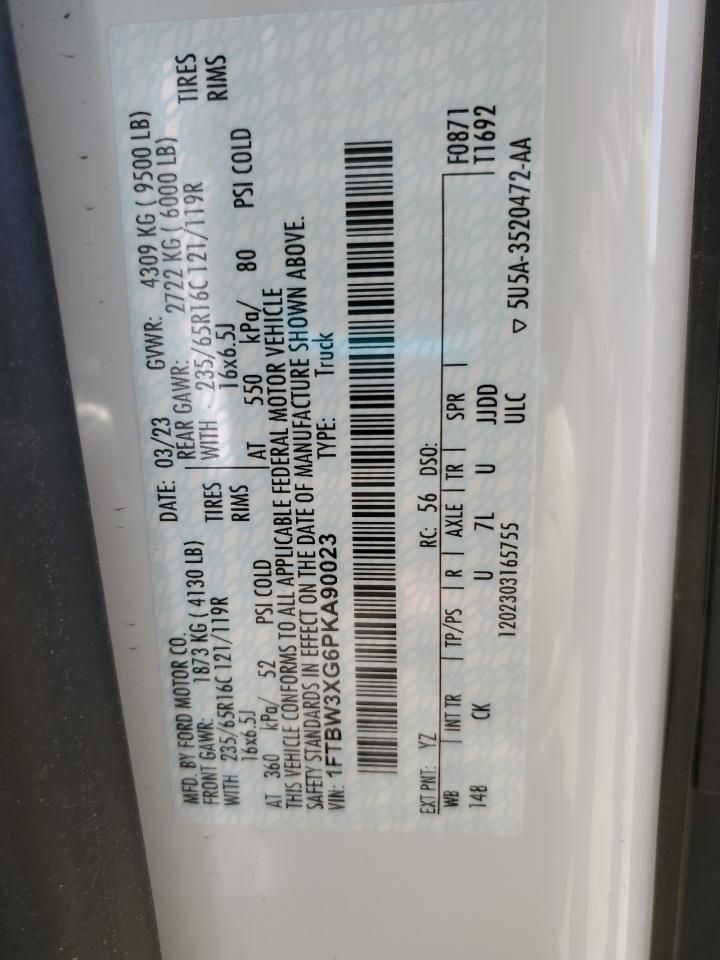 MFD. BY FORD MOTOR CO.
DATE: 03/23 GVWR: 4309 KG ( 9500 LB)
FRONT GAWR: 1873 KG ( 4130 LB) REAR GAWR: 2722 KG ( 6000 LB)
WITH 235/65R16C 121/119R TIRES WITH 235/65R16C 121/119R TIRES
16x6.5J RIMS 16x6.5J RIMS
AT 360 kPa/ 52 PSI COLD AT 550 kPa/ 80 PSI COLD
THIS VEHICLE CONFORMS TO ALL APPLICABLE FEDERAL MOTOR VEHICLE
SAFETY STANDARDS IN EFFECT ON THE DATE OF MANUFACTURE SHOWN ABOVE.
VIN: 1FTBW3XG6PKA90023 TYPE: Truck
EXT PNT: YZ RC: 56 DSO:
WB INT TR TP/PS R AXLE TR SPR F0871
148 CK U 7L U JJDD T1692
1202303165755 ULC ▽ 5U5A-3520472-AA